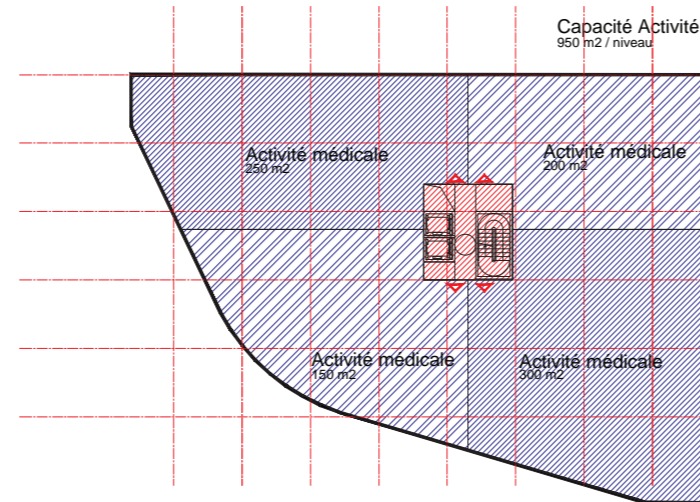 Capacité Activité
950 m2 / niveau
Activité médicale
250 m2
Activité médicale
200 m2
Activité médicale
150 m2
Activité médicale
300 m2